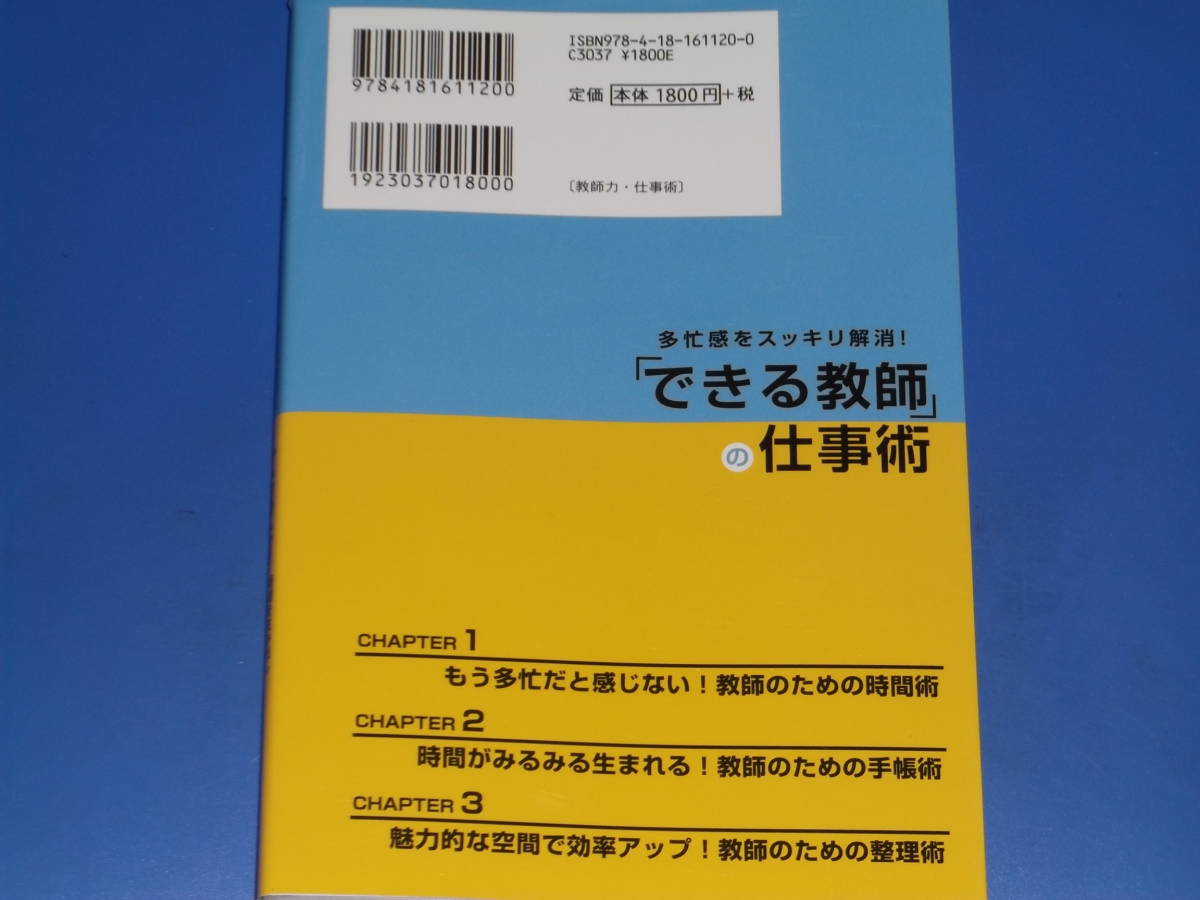 ISBN978-4-18-161120-0
C3037 ¥1800E
9784181611200
定価 本体 1800円+税
1923037018000
〔教師力・仕事術〕
多忙感をスッキリ解消!
「できる教師」
の仕事術
CHAPTER 1
もう多忙だと感じない!教師のための時間術
CHAPTER 2
時間がみるみる生まれる!教師のための手帳術
CHAPTER 3
魅力的な空間で効率アップ!教師のための整理術